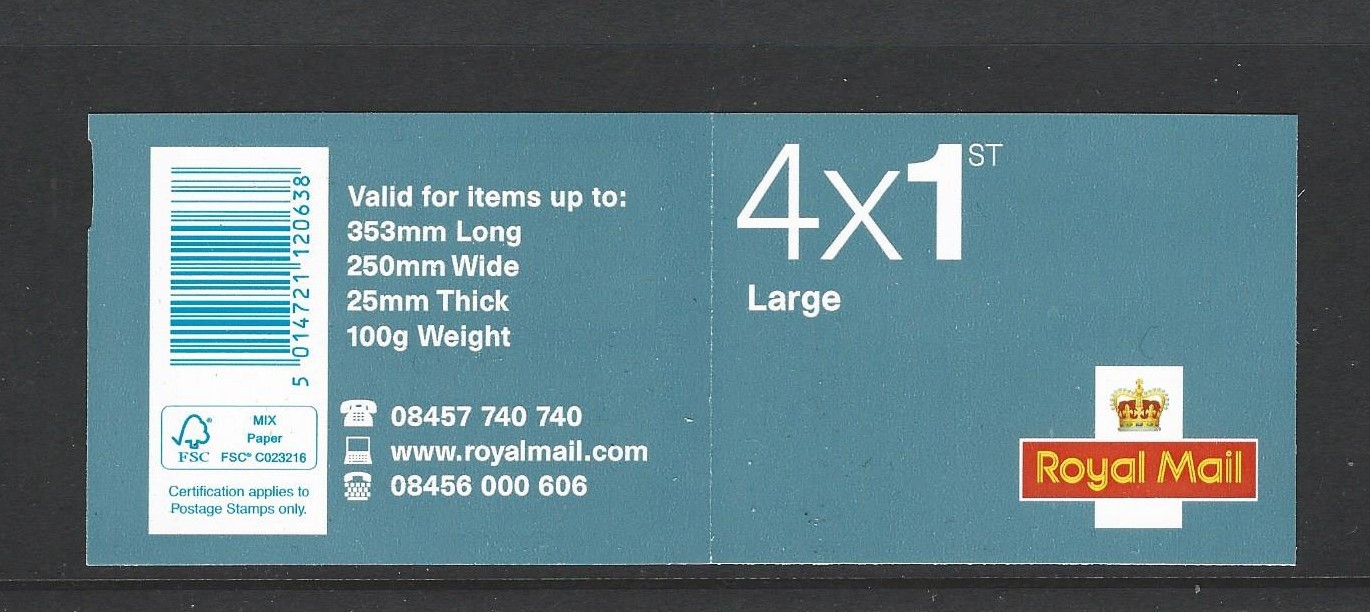 5 014721 120638
FSC®
MIX
Paper
FSC® C023216
Certification applies to
Postage Stamps only.
Valid for items up to:
353mm Long
250mm Wide
25mm Thick
100g Weight
08457 740 740
www.royalmail.com
08456 000 606
4x1ST
Large
Royal Mail